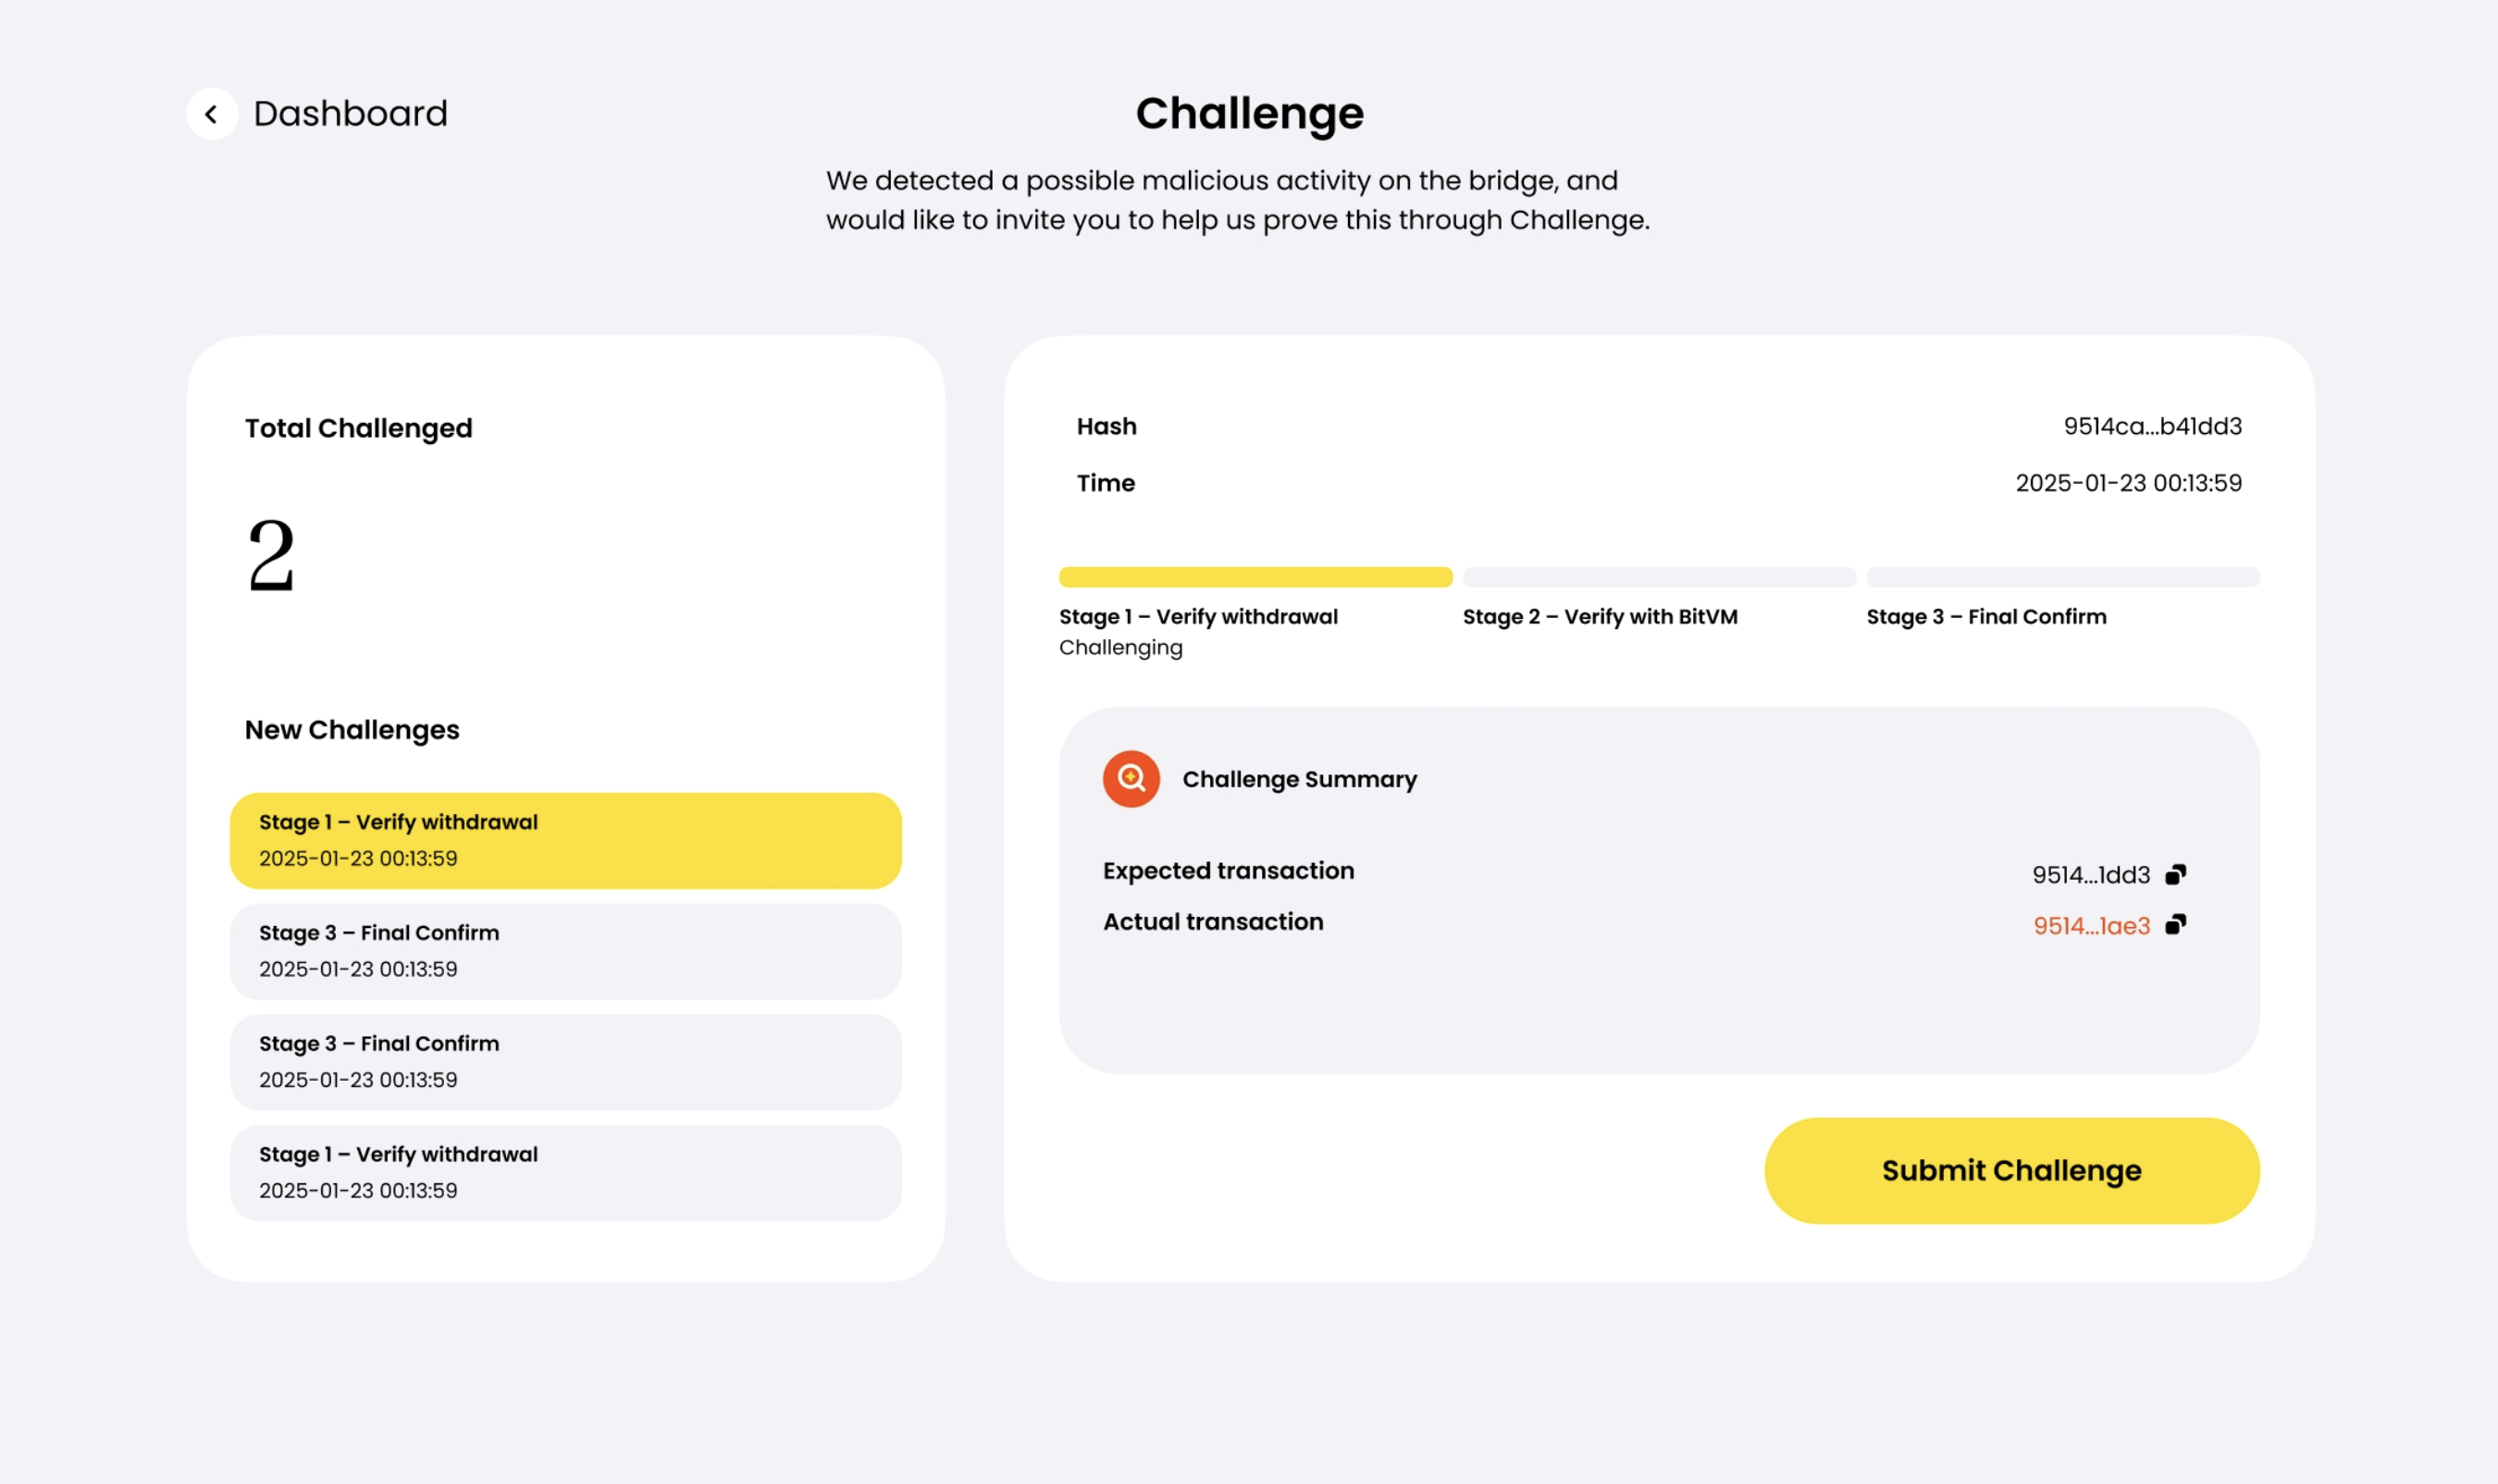 Dashboard
Challenge
We detected a possible malicious activity on the bridge, and
would like to invite you to help us prove this through Challenge.
Total Challenged
2
New Challenges
Stage 1 – Verify withdrawal
2025-01-23 00:13:59
Stage 3 – Final Confirm
2025-01-23 00:13:59
Stage 3 – Final Confirm
2025-01-23 00:13:59
Stage 1 – Verify withdrawal
2025-01-23 00:13:59
Hash 9514ca...b41dd3
Time 2025-01-23 00:13:59
Stage 1 – Verify withdrawal Stage 2 – Verify with BitVM Stage 3 – Final Confirm
Challenging
Challenge Summary
Expected transaction 9514...1dd3
Actual transaction 9514...1ae3
Submit Challenge